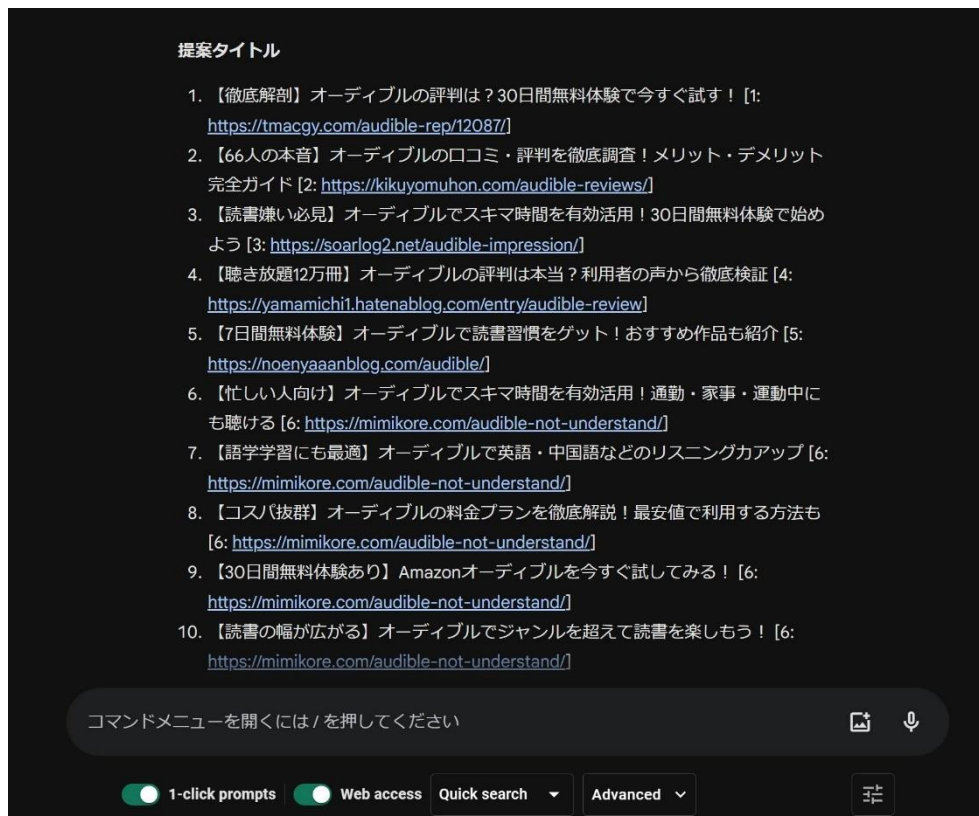 提案タイトル
1. 【徹底解剖】オーディブルの評判は？30日間無料体験で今すぐ試す！ [1:
https://tmacgy.com/audible-rep/12087/]
2. 【66人の本音】オーディブルの口コミ・評判を徹底調査！メリット・デメリット
完全ガイド [2: https://kikuyomuhon.com/audible-reviews/]
3. 【読書嫌い必見】オーディブルでスキマ時間を有効活用！30日間無料体験で始め
よう [3: https://soarlog2.net/audible-impression/]
4. 【聴き放題12万冊】オーディブルの評判は本当？利用者の声から徹底検証 [4:
https://yamamichi1.hatenablog.com/entry/audible-review]
5. 【7日間無料体験】オーディブルで読書習慣をゲット！おすすめ作品も紹介 [5:
https://noenyaaanblog.com/audible/]
6. 【忙しい人向け】オーディブルでスキマ時間を有効活用！通勤・家事・運動中に
も聴ける [6: https://mimikore.com/audible-not-understand/]
7. 【語学学習にも最適】オーディブルで英語・中国語などのリスニング力アップ [6:
https://mimikore.com/audible-not-understand/]
8. 【コスパ抜群】オーディブルの料金プランを徹底解説！最安値で利用する方法も
[6: https://mimikore.com/audible-not-understand/]
9. 【30日間無料体験あり】Amazonオーディブルを今すぐ試してみる！ [6:
https://mimikore.com/audible-not-understand/]
10. 【読書の幅が広がる】オーディブルでジャンルを超えて読書を楽しもう！ [6:
https://mimikore.com/audible-not-understand/]
コマンドメニューを開くには / を押してください
1-click prompts Web access Quick search Advanced